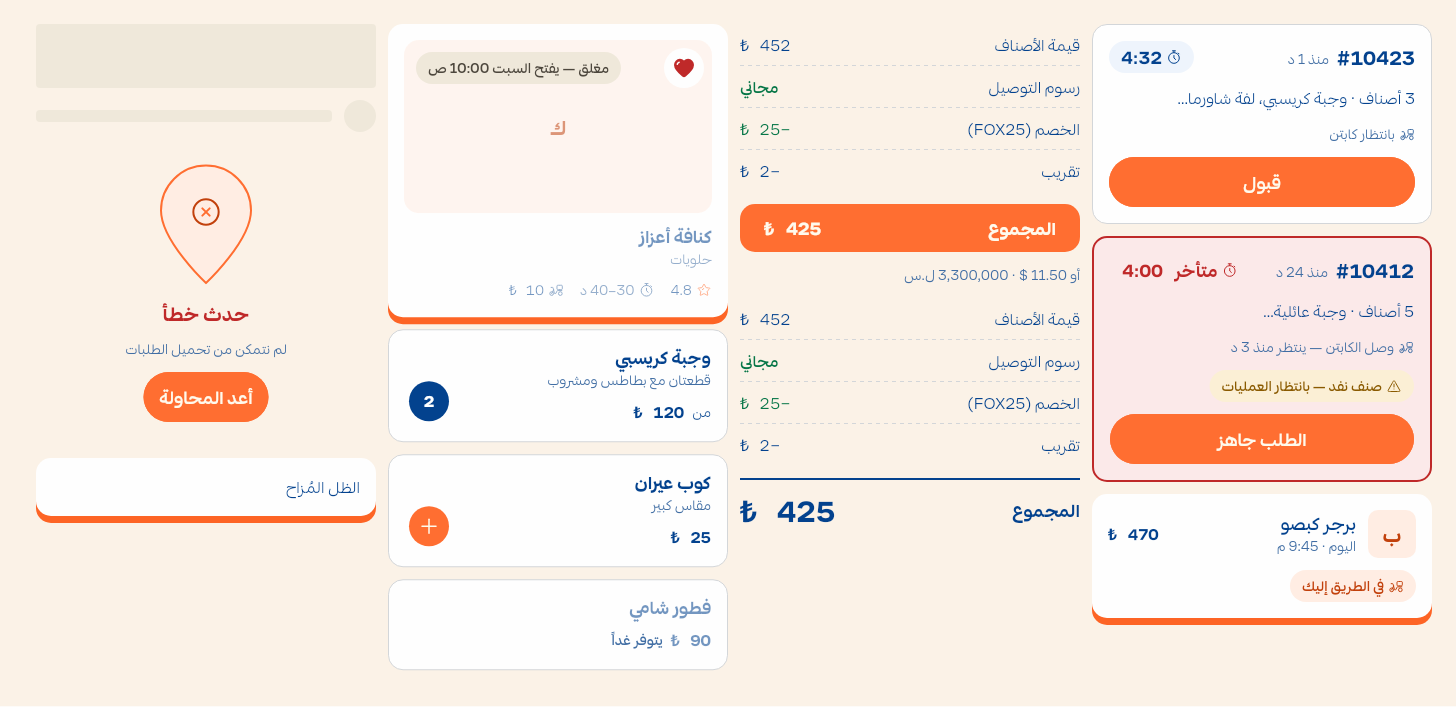 #10423 منذ 1 د 4:32
3 أصناف · وجبة كريسبي، لفة شاورما...
بانتظار كابتن
قبول
#10412 منذ 24 د متأخر 4:00
5 أصناف · وجبة عائلية...
وصل الكابتن — ينتظر منذ 3 د
صنف نفد — بانتظار العمليات
الطلب جاهز
ب
برجر كبصو
470 ₺
اليوم · 9:45 م
في الطريق إليك
قيمة الأصناف 452 ₺
رسوم التوصيل مجاني
الخصم (FOX25) −25 ₺
تقريب −2 ₺
المجموع 425 ₺
أو 11.50 $ · 3,300,000 ل.س
قيمة الأصناف 452 ₺
رسوم التوصيل مجاني
الخصم (FOX25) −25 ₺
تقريب −2 ₺
المجموع 425 ₺
مغلق — يفتح السبت 10:00 ص
ك
كنافة أعزاز
حلويات
4.8 30–40 د 10 ₺
وجبة كريسبي
قطعتان مع بطاطس ومشروب
من 120 ₺
2
كوب عيران
مقاس كبير
25 ₺
فطور شامي
90 ₺ يتوفر غداً
حدث خطأ
لم نتمكن من تحميل الطلبات
أعد المحاولة
الظل المُزاح